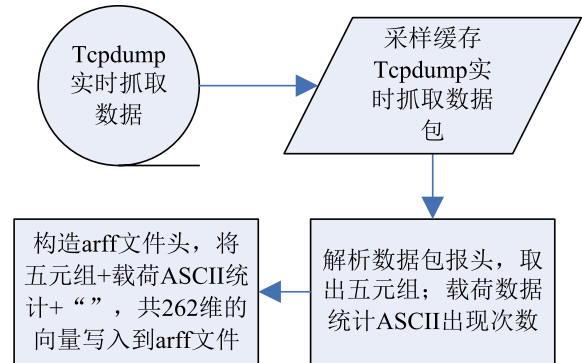 Tcpdump
实时抓取
数据
采样缓存
Tcpdump实
时抓取数据
包
解析数据包报头，取
出五元组；载荷数据
统计ASCII出现次数
构造arff文件头，将
五元组+载荷ASCII统
计+“”，共262维的
向量写入到arff文件